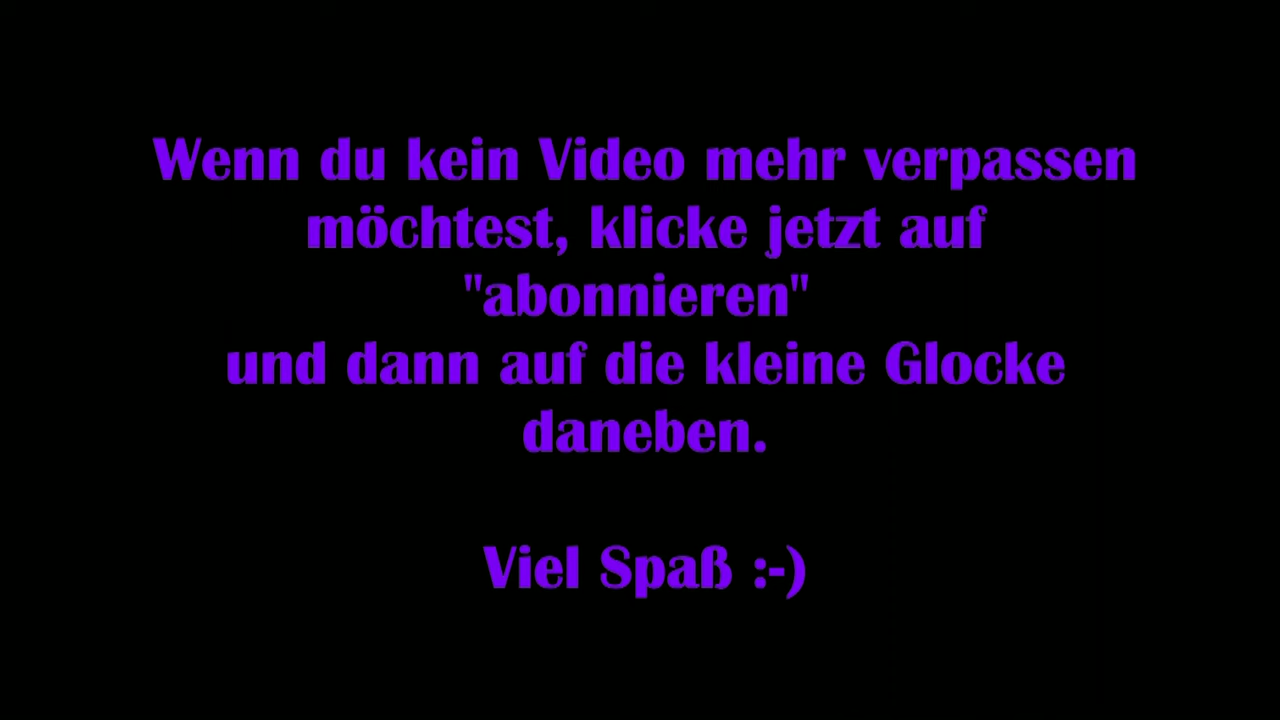 Wenn du kein Video mehr verpassen
möchtest, klicke jetzt auf
"abonnieren"
und dann auf die kleine Glocke
daneben.
Viel Spaß :-)